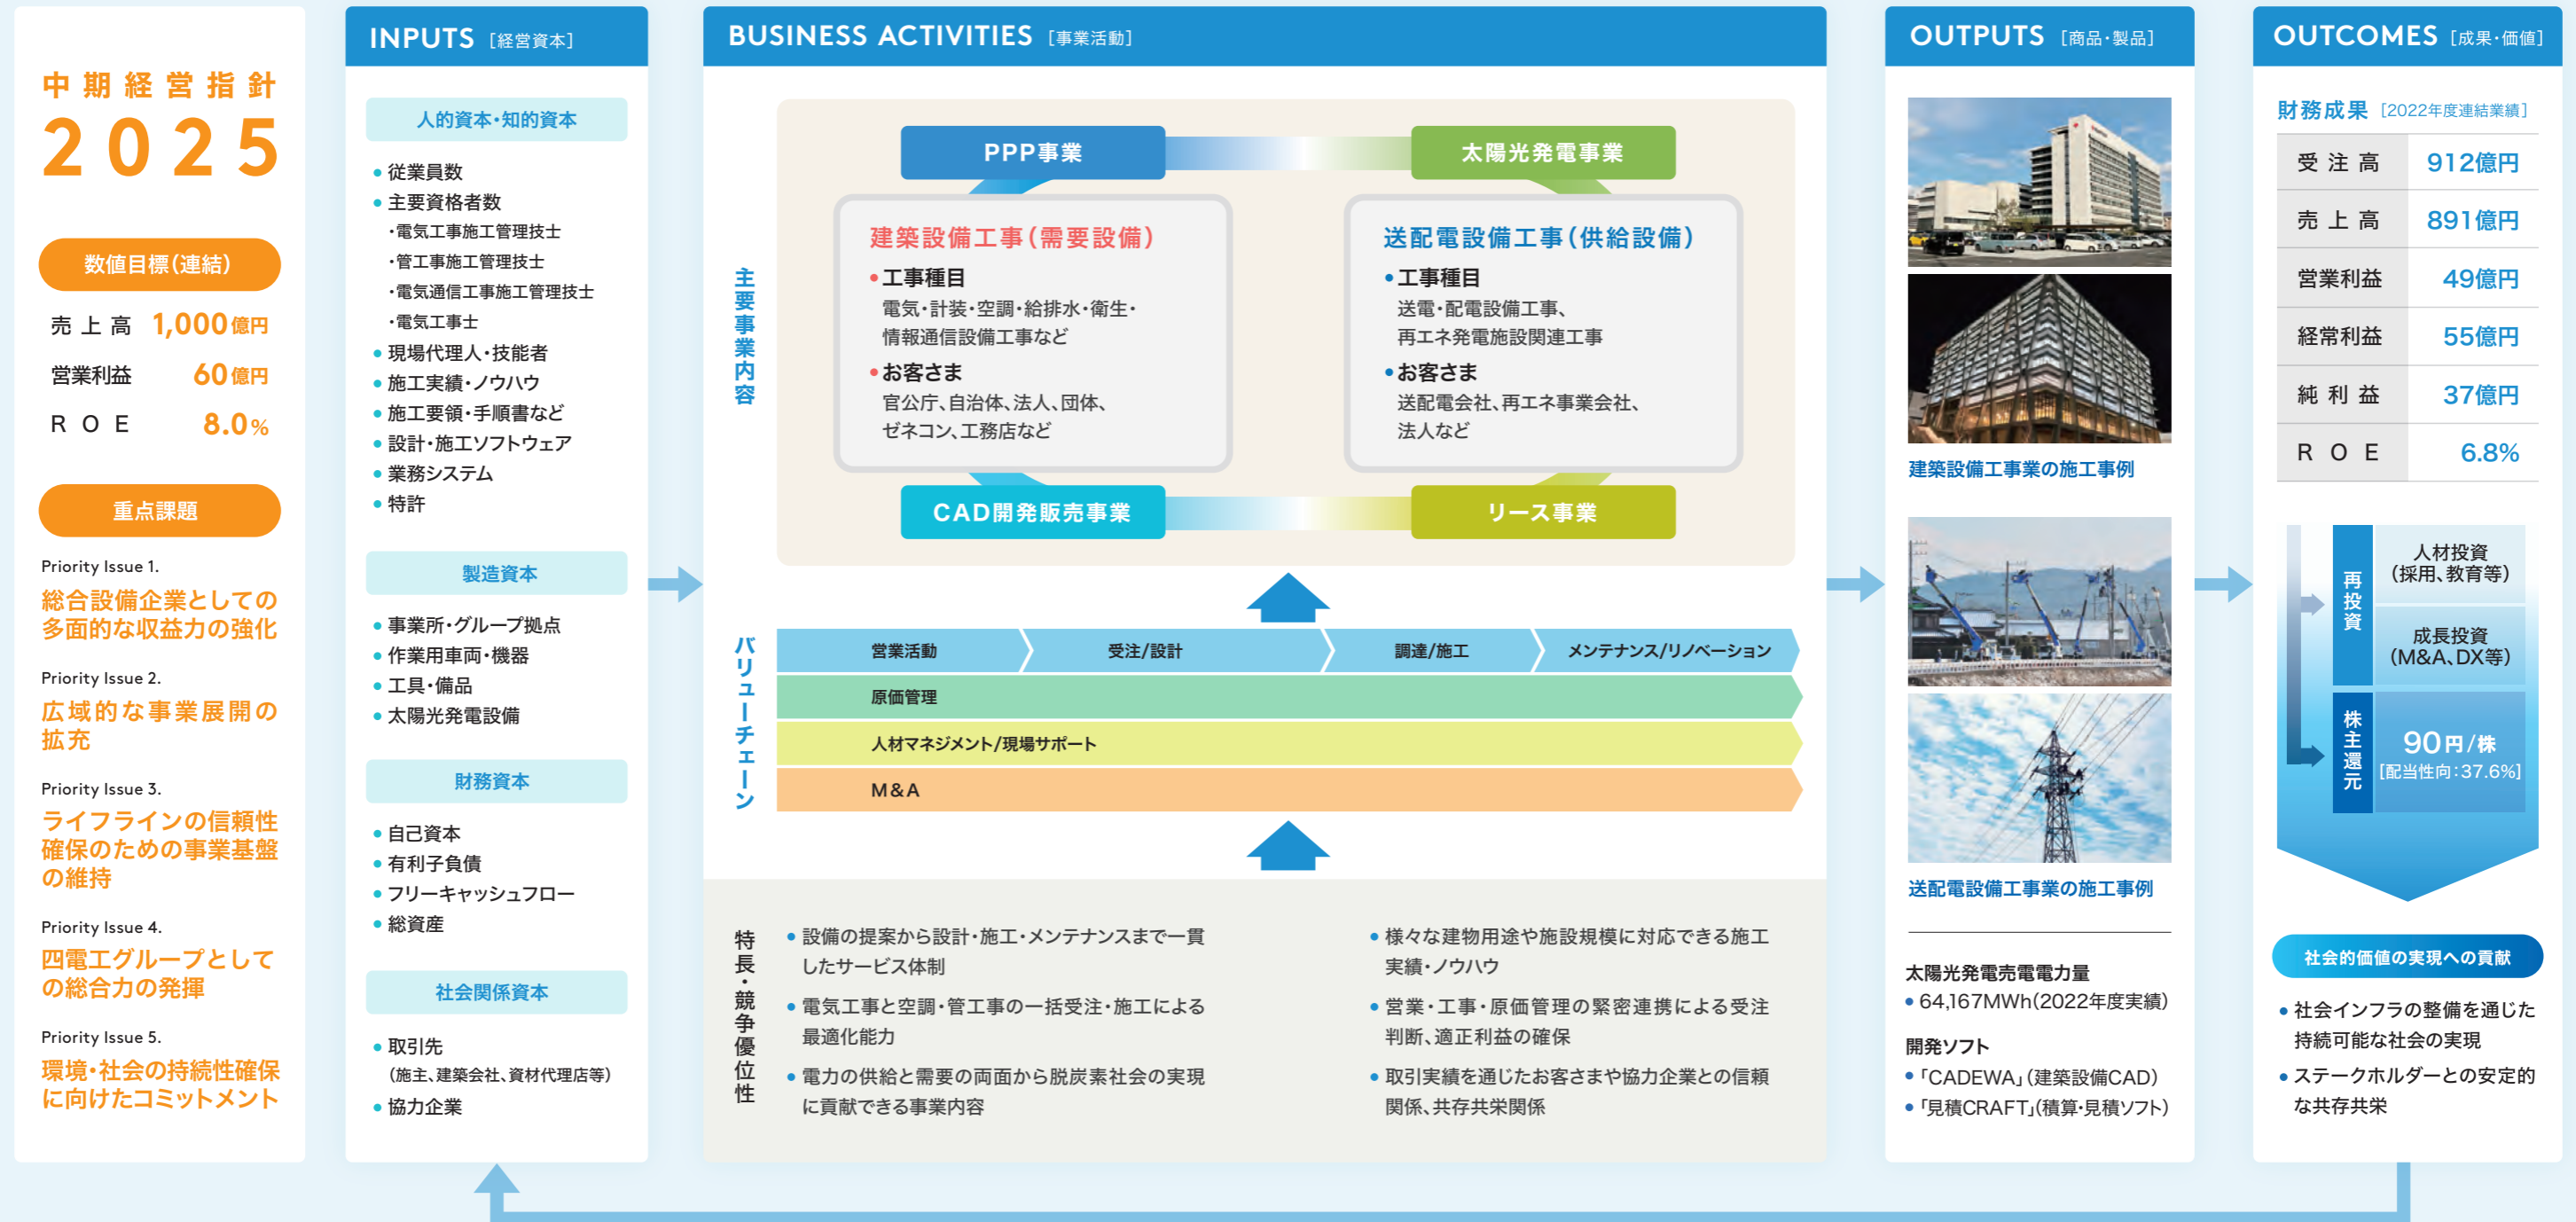 中期経営指針
2025
数値目標(連結)
売上高 1,000億円
営業利益 60億円
ROE 8.0%
重点課題
Priority Issue 1.
総合設備企業としての
多面的な収益力の強化
Priority Issue 2.
広域的な事業展開の
拡充
Priority Issue 3.
ライフラインの信頼性
確保のための事業基盤
の維持
Priority Issue 4.
四電工グループとして
の総合力の発揮
Priority Issue 5.
環境・社会の持続性確保
に向けたコミットメント
INPUTS [経営資本]
人的資本・知的資本
• 従業員数
• 主要資格者数
・電気工事施工管理技士
・管工事施工管理技士
・電気通信工事施工管理技士
・電気工事士
• 現場代理人・技能者
• 施工実績・ノウハウ
• 施工要領・手順書など
• 設計・施工ソフトウェア
• 業務システム
• 特許
製造資本
• 事業所・グループ拠点
• 作業用車両・機器
• 工具・備品
• 太陽光発電設備
財務資本
• 自己資本
• 有利子負債
• フリーキャッシュフロー
• 総資産
社会関係資本
• 取引先
(施主、建築会社、資材代理店等)
• 協力企業
BUSINESS ACTIVITIES [事業活動]
主要事業内容
PPP事業
太陽光発電事業
建築設備工事(需要設備)
• 工事種目
電気・計装・空調・給排水・衛生・
情報通信設備工事など
• お客さま
官公庁、自治体、法人、団体、
ゼネコン、工務店など
送配電設備工事(供給設備)
• 工事種目
送電・配電設備工事、
再エネ発電施設関連工事
• お客さま
送配電会社、再エネ事業会社、
法人など
CAD開発販売事業
リース事業
バリューチェーン
営業活動
受注/設計
調達/施工
メンテナンス/リノベーション
原価管理
人材マネジメント/現場サポート
M&A
特長・競争優位性
• 設備の提案から設計・施工・メンテナンスまで一貫
したサービス体制
• 電気工事と空調・管工事の一括受注・施工による
最適化能力
• 電力の供給と需要の両面から脱炭素社会の実現
に貢献できる事業内容
• 様々な建物用途や施設規模に対応できる施工
実績・ノウハウ
• 営業・工事・原価管理の緊密連携による受注
判断、適正利益の確保
• 取引実績を通じたお客さまや協力企業との信頼
関係、共存共栄関係
OUTPUTS [商品・製品]
建築設備工事業の施工事例
送配電設備工事業の施工事例
太陽光発電売電電力量
• 64,167MWh(2022年度実績)
開発ソフト
• 「CADEWA」(建築設備CAD)
• 「見積CRAFT」(積算・見積ソフト)
OUTCOMES [成果・価値]
財務成果 [2022年度連結業績]
受注高 912億円
売上高 891億円
営業利益 49億円
経常利益 55億円
純利益 37億円
ROE 6.8%
再投資
人材投資
(採用、教育等)
成長投資
(M&A、DX等)
株主還元
90円/株
[配当性向:37.6%]
社会的価値の実現への貢献
• 社会インフラの整備を通じた
持続可能な社会の実現
• ステークホルダーとの安定的
な共存共栄